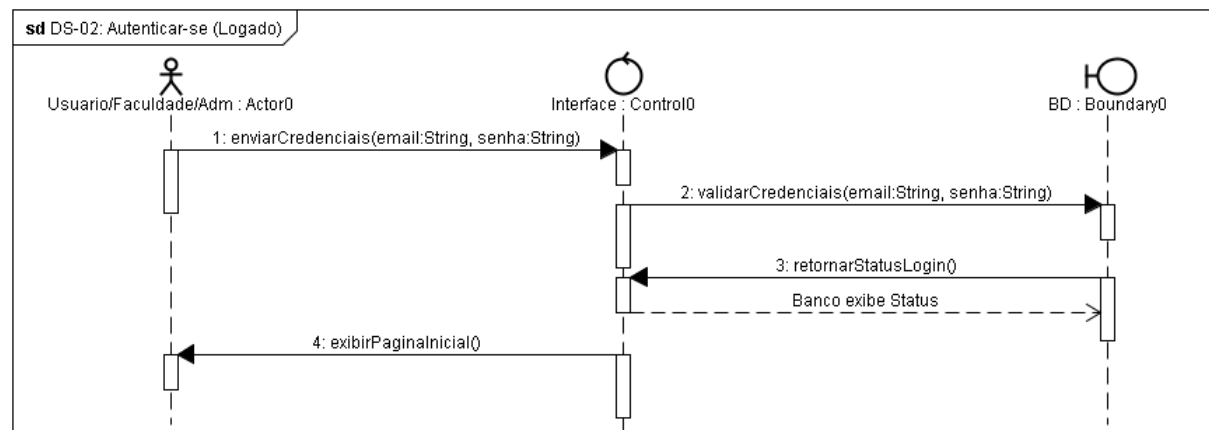 sd DS-02: Autenticar-se (Logado)
Usuario/Faculdade/Adm : Actor0
Interface : Control0
BD : Boundary0
1: enviarCredenciais(email:String, senha:String)
2: validarCredenciais(email:String, senha:String)
3: retornarStatusLogin()
Banco exibe Status
4: exibirPaginaInicial()